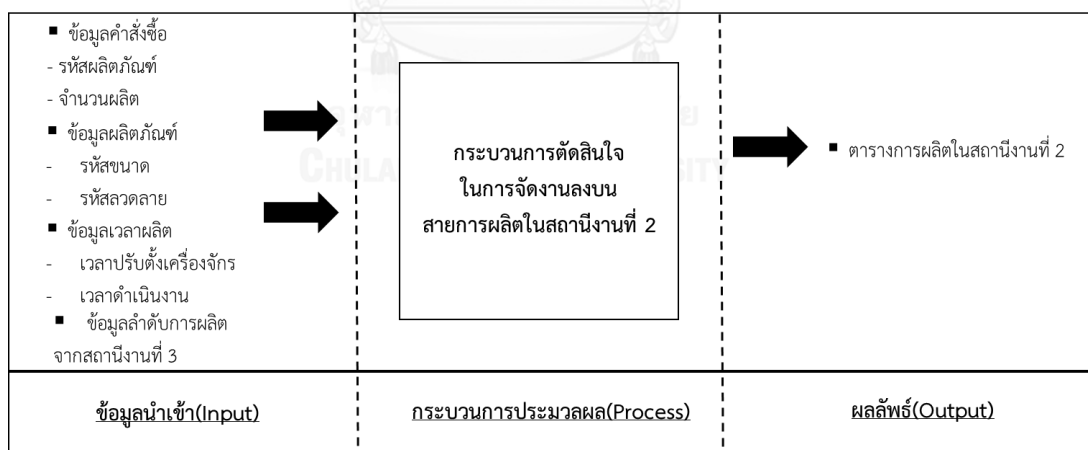 ▪ ข้อมูลคำสั่งซื้อ
- รหัสผลิตภัณฑ์
- จำนวนผลิต
▪ ข้อมูลผลิตภัณฑ์
- รหัสขนาด
- รหัสลวดลาย
▪ ข้อมูลเวลาผลิต
- เวลาปรับตั้งเครื่องจักร
- เวลาดำเนินงาน
▪ ข้อมูลลำดับการผลิต
จากสถานีงานที่ 3
กระบวนการตัดสินใจ
ในการจัดงานลงบน
สายการผลิตในสถานีงานที่ 2
▪ ตารางการผลิตในสถานีงานที่ 2
ข้อมูลนำเข้า(Input)
กระบวนการประมวลผล(Process)
ผลลัพธ์(Output)